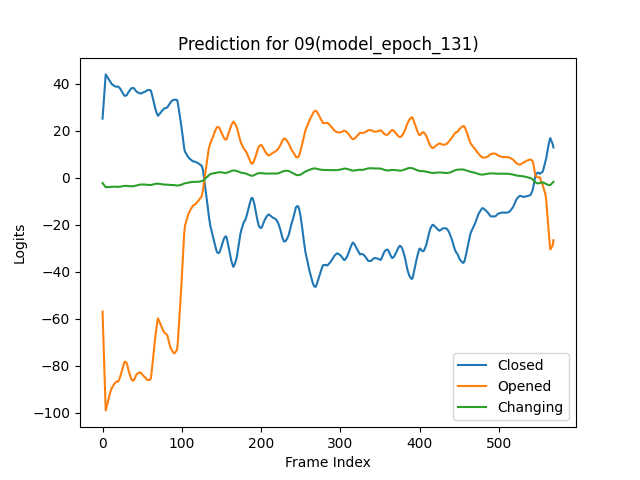 Prediction for 09(model_epoch_131)
40
20
0
−20
−40
−60
−80
−100
Logits
0 100 200 300 400 500
Frame Index
Closed
Opened
Changing